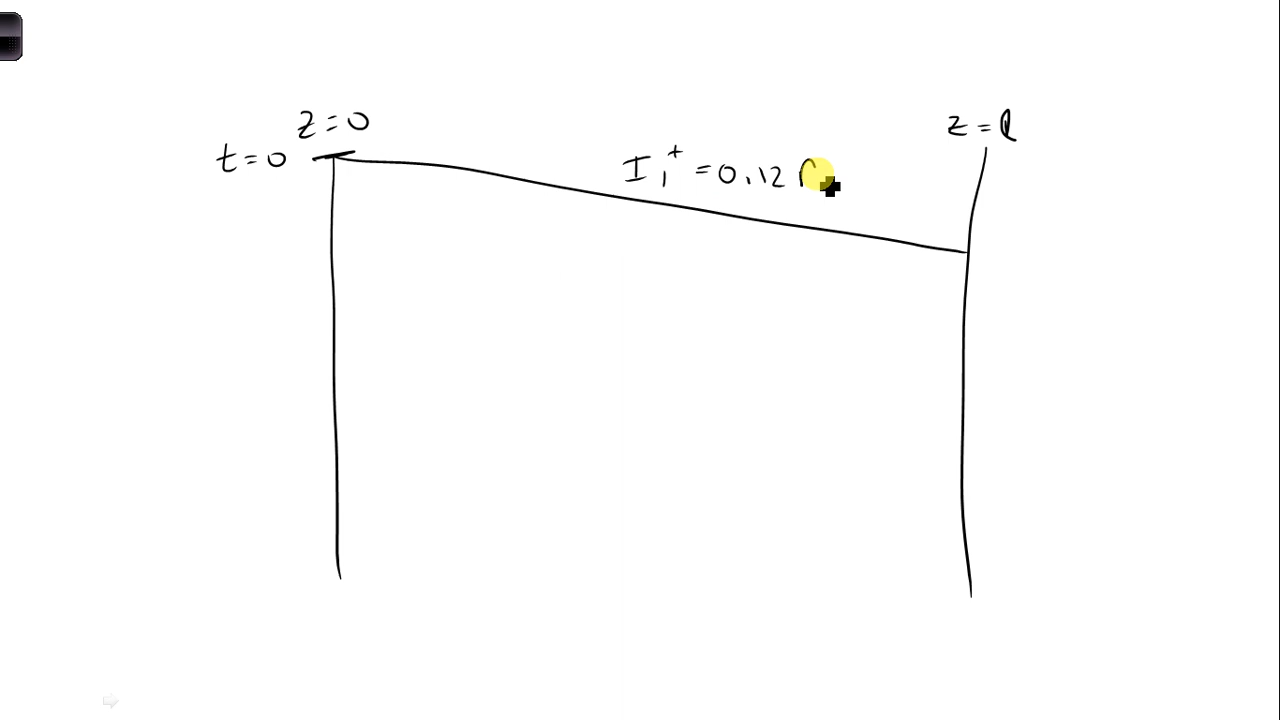 z=0
z=l
t=0
I₁⁺ = 0.12